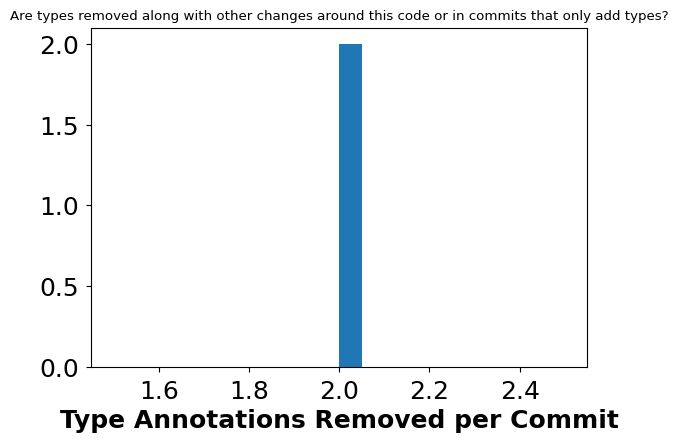 Are types removed along with other changes around this code or in commits that only add types?
2.0
1.5
1.0
0.5
0.0
1.6 1.8 2.0 2.2 2.4
Type Annotations Removed per Commit